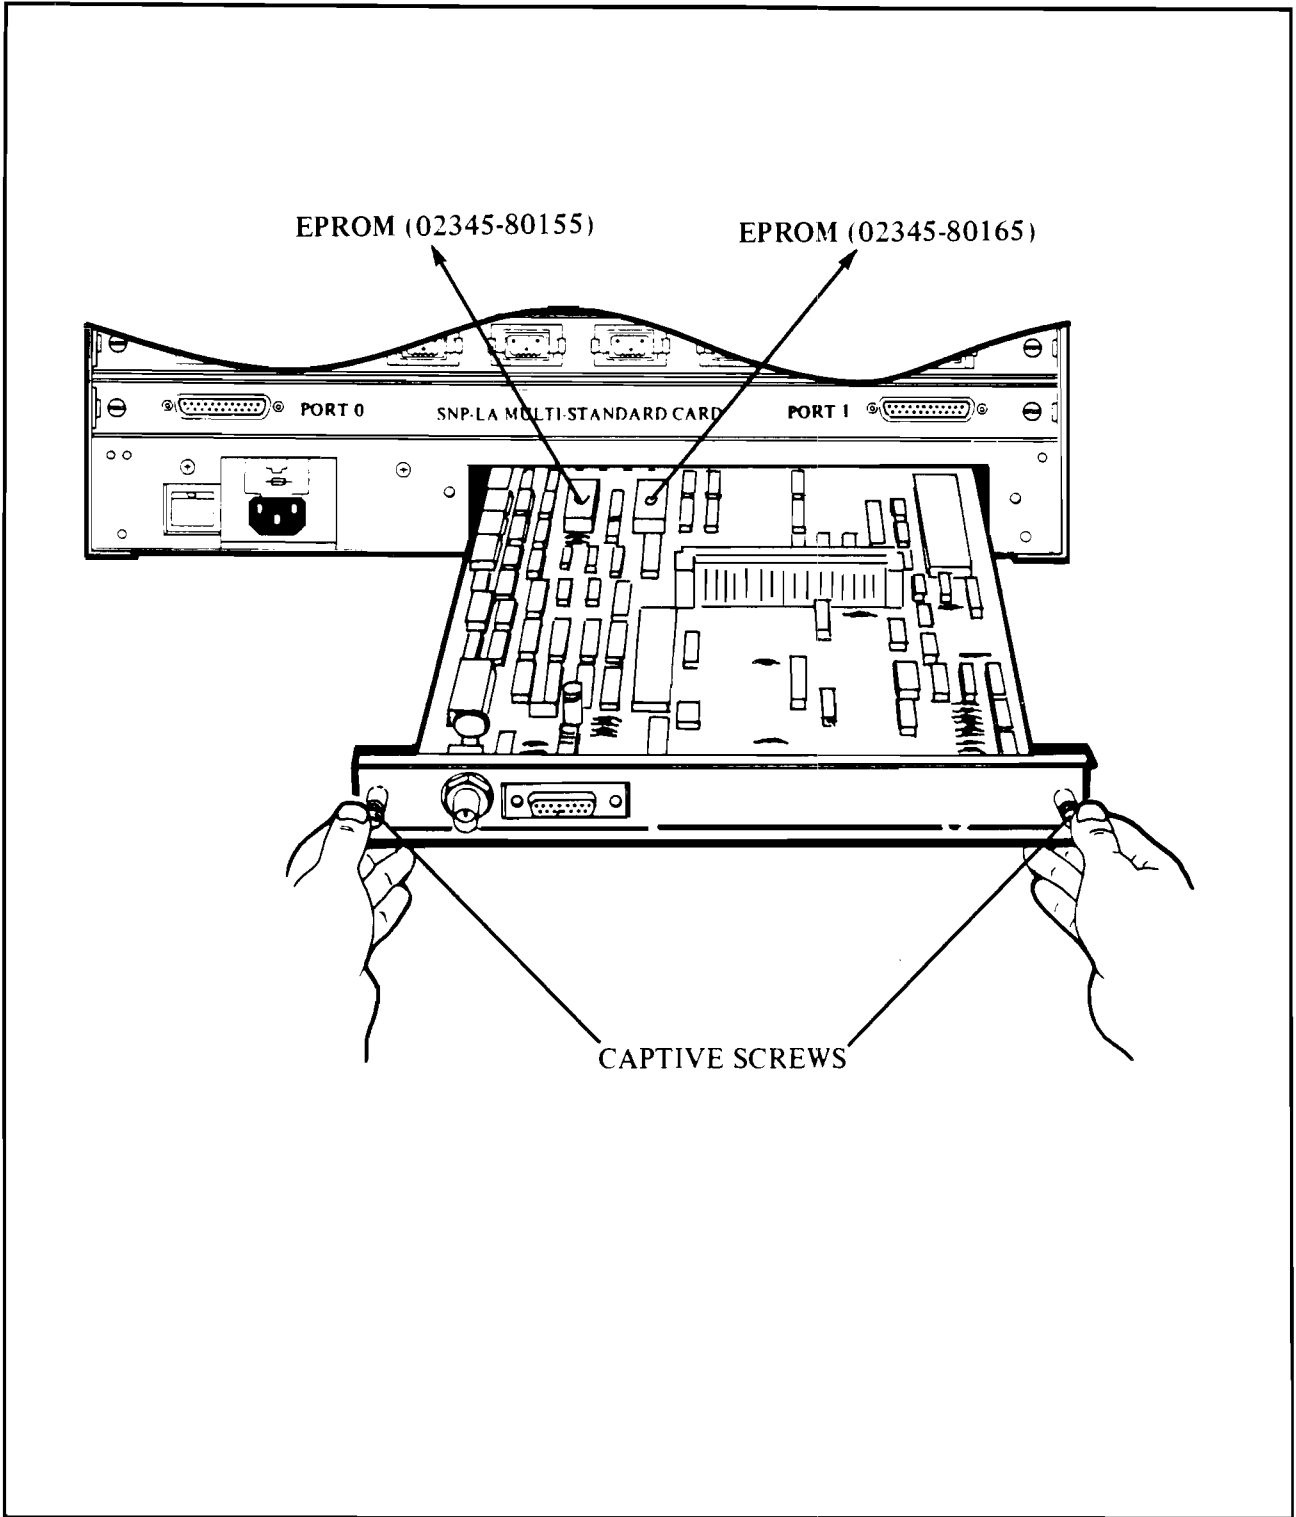 EPROM (02345-80155)
EPROM (02345-80165)
PORT 0
SNP-LA MULTI-STANDARD CARD
PORT 1
CAPTIVE SCREWS